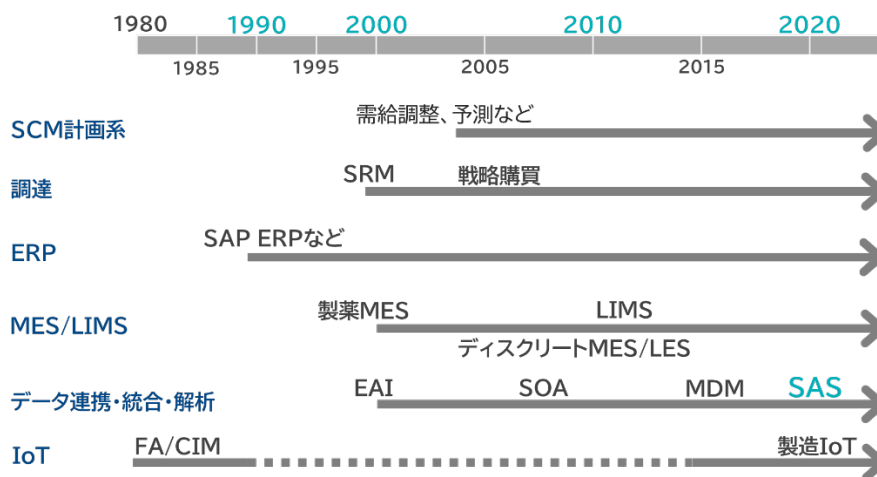 1980 1990 2000 2010 2020
1985 1995 2005 2015
需給調整、予測など
SCM計画系
SRM 戦略購買
調達
SAP ERPなど
ERP
製薬MES LIMS
MES/LIMS
ディスクリートMES/LES
EAI SOA MDM SAS
データ連携・統合・解析
FA/CIM 製造IoT
IoT